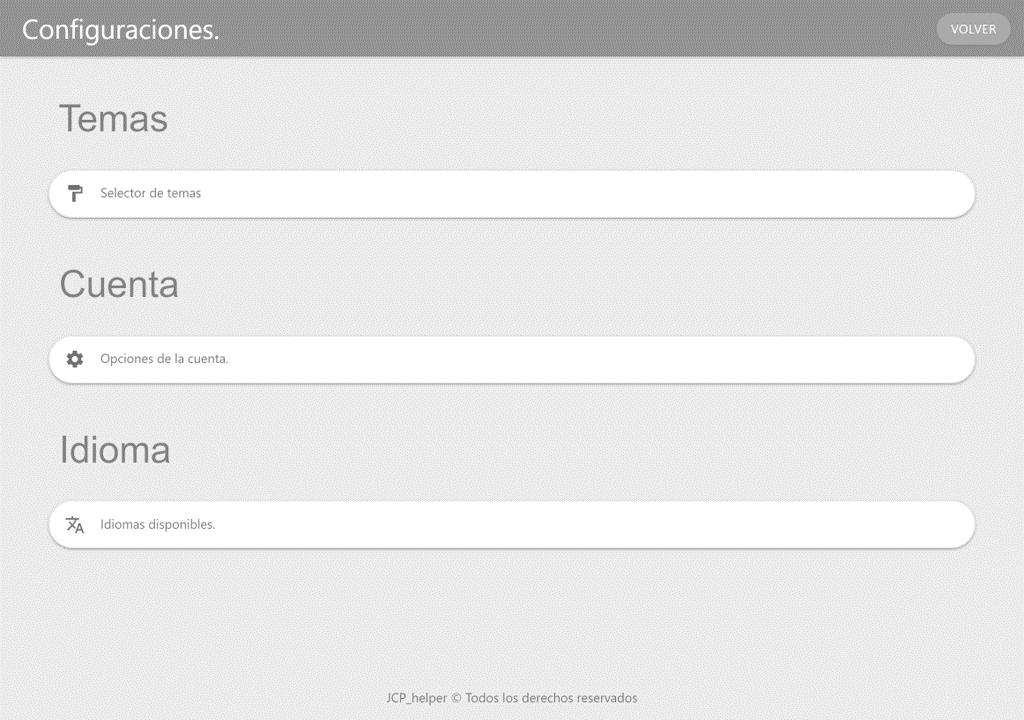 Configuraciones.
VOLVER
Temas
Selector de temas
Cuenta
Opciones de la cuenta.
Idioma
Idiomas disponibles.
JCP_helper © Todos los derechos reservados